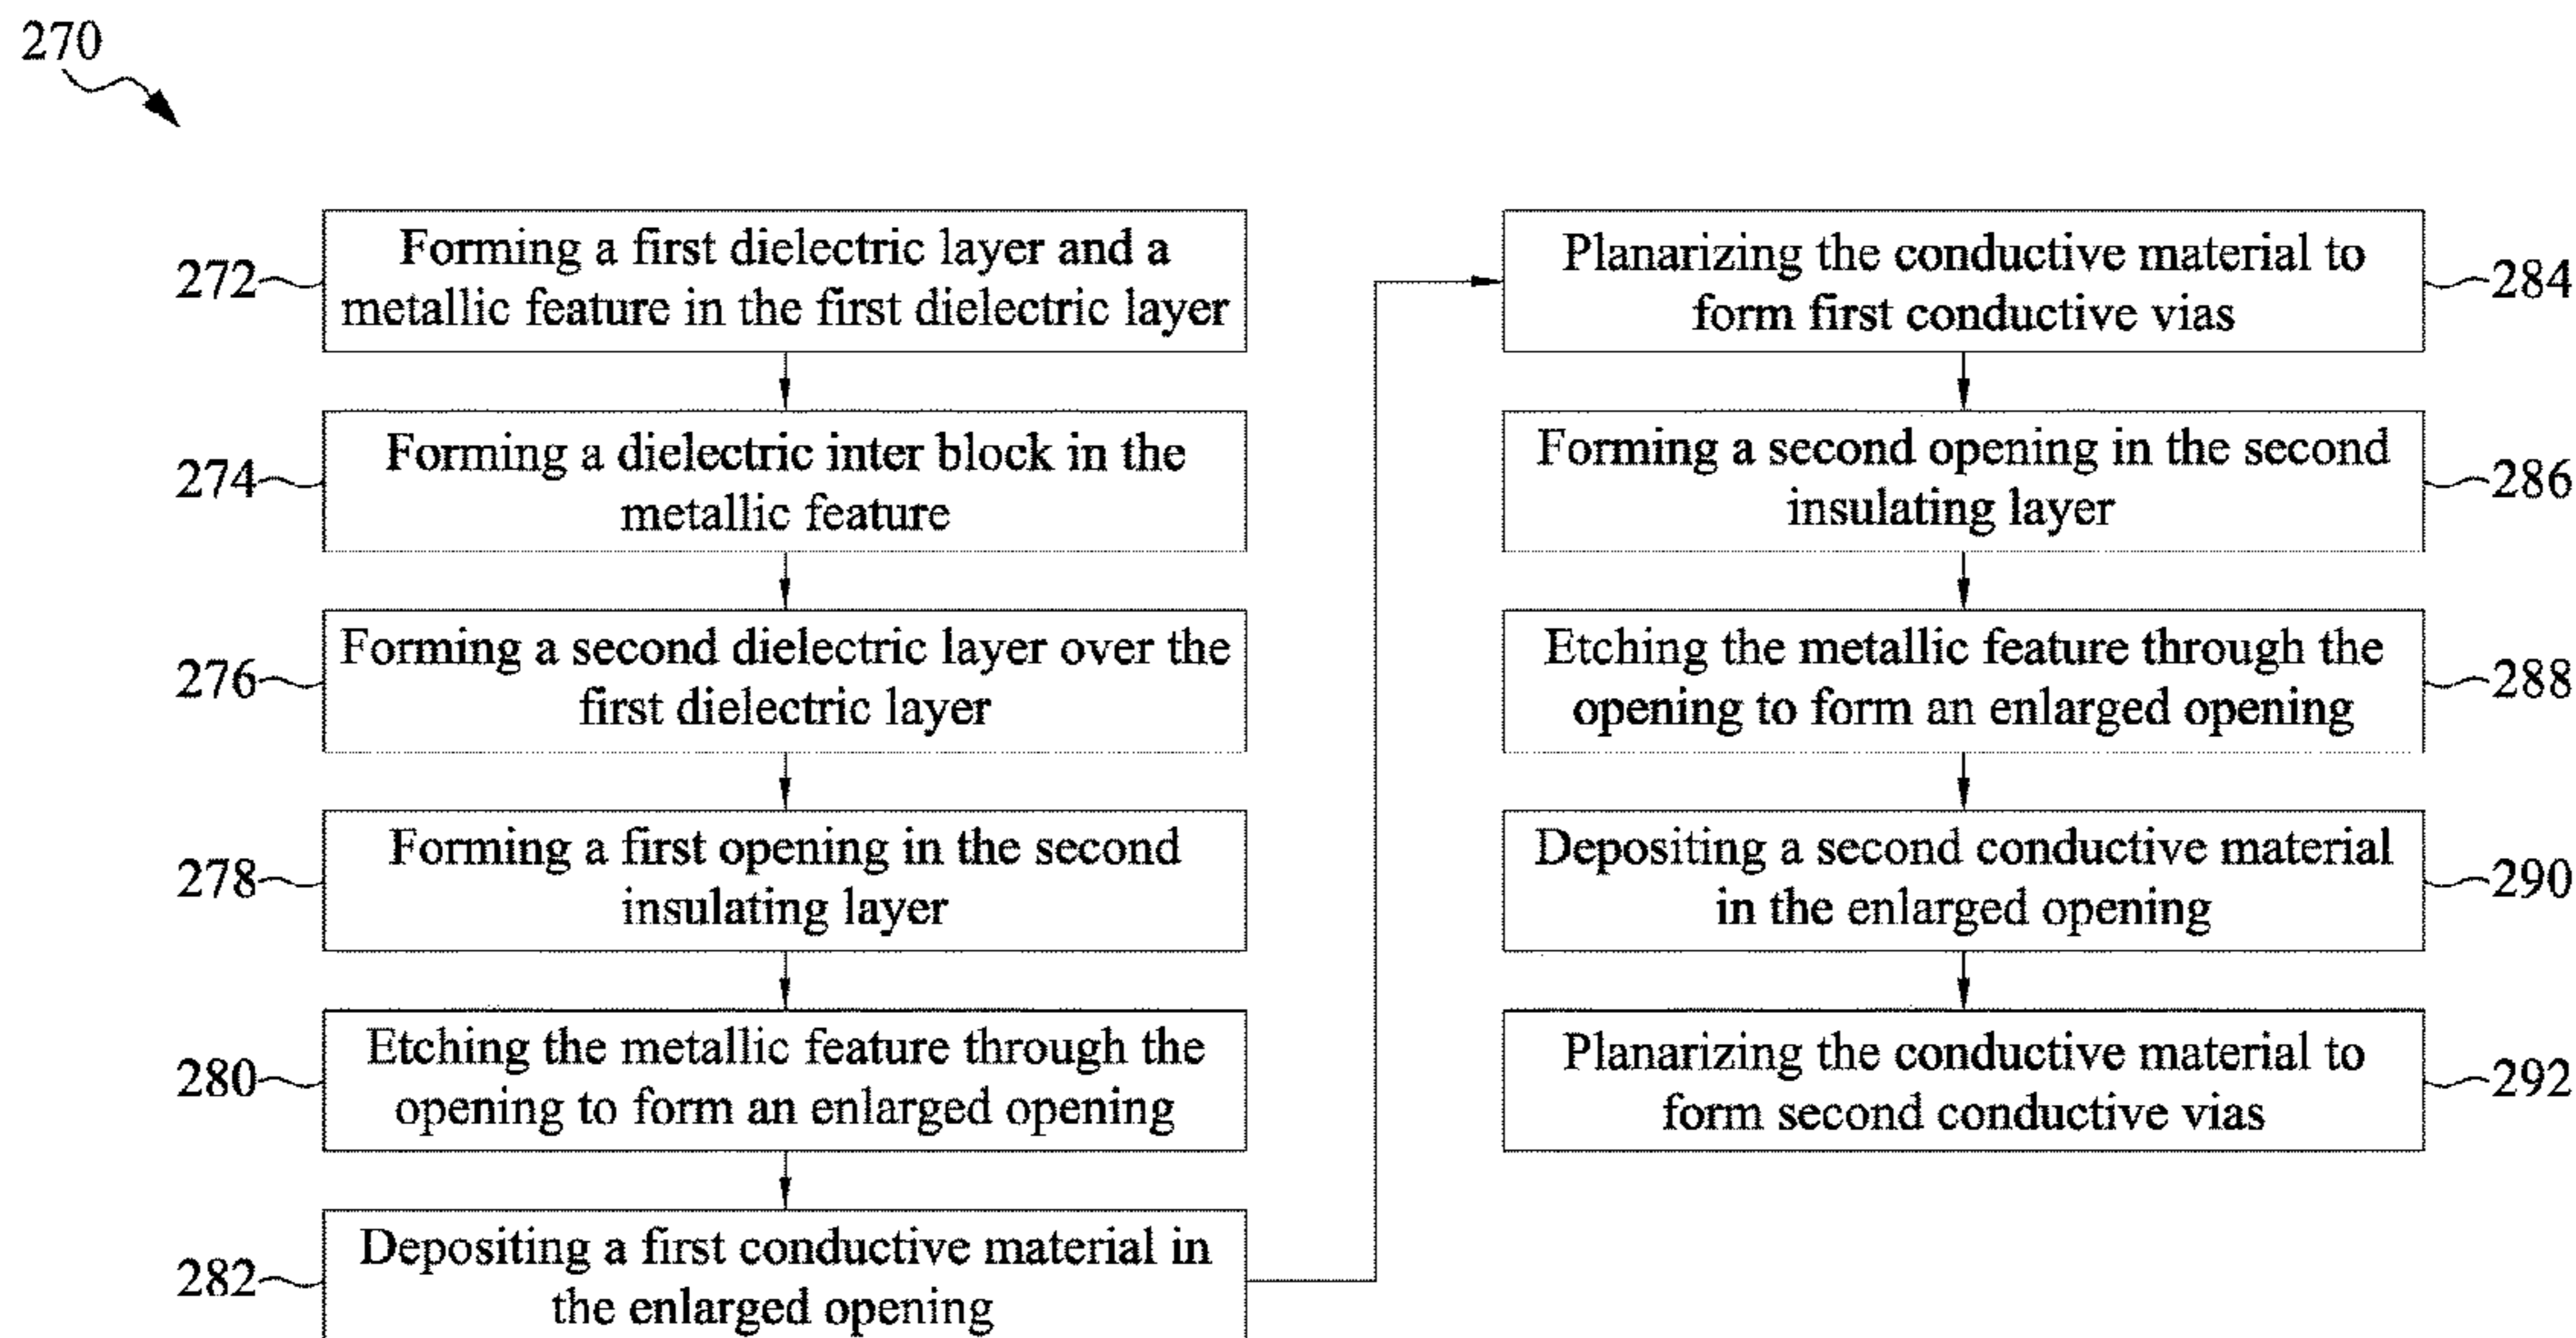 270
272
Forming a first dielectric layer and a
metallic feature in the first dielectric layer
274
Forming a dielectric inter block in the
metallic feature
276
Forming a second dielectric layer over the
first dielectric layer
278
Forming a first opening in the second
insulating layer
280
Etching the metallic feature through the
opening to form an enlarged opening
282
Depositing a first conductive material in
the enlarged opening
Planarizing the conductive material to
form first conductive vias
284
Forming a second opening in the second
insulating layer
286
Etching the metallic feature through the
opening to form an enlarged opening
288
Depositing a second conductive material
in the enlarged opening
290
Planarizing the conductive material to
form second conductive vias
292